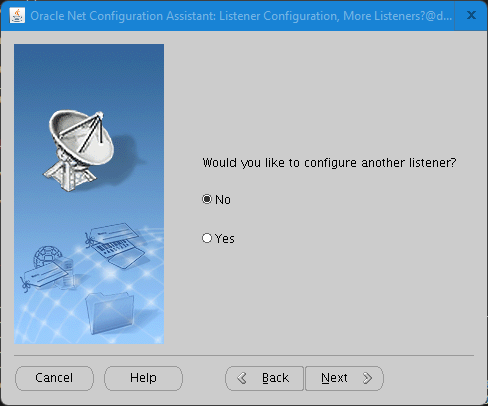 Oracle Net Configuration Assistant: Listener Configuration, More Listeners?@d...
Would you like to configure another listener?
No
Yes
Cancel
Help
Back
Next